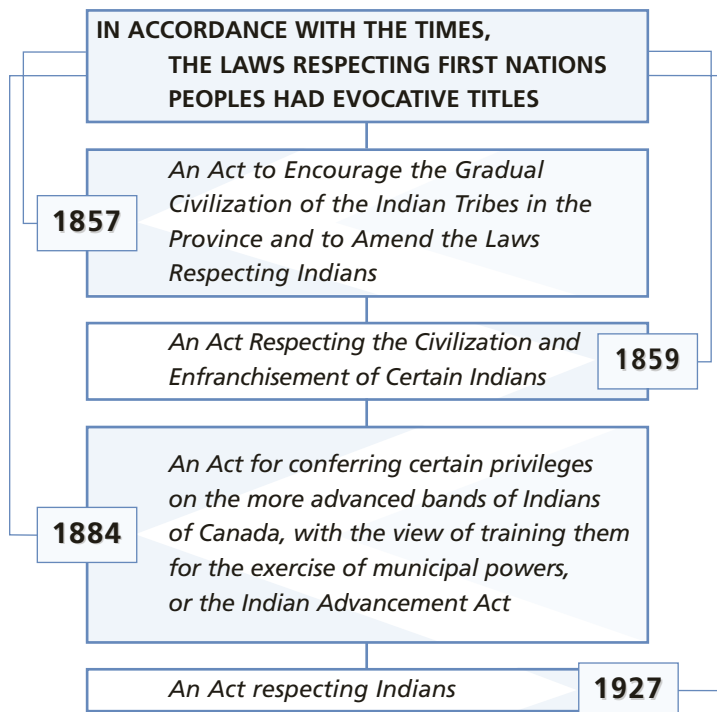 IN ACCORDANCE WITH THE TIMES,
THE LAWS RESPECTING FIRST NATIONS
PEOPLES HAD EVOCATIVE TITLES
1857
An Act to Encourage the Gradual
Civilization of the Indian Tribes in the
Province and to Amend the Laws
Respecting Indians
An Act Respecting the Civilization and
Enfranchisement of Certain Indians
1859
1884
An Act for conferring certain privileges
on the more advanced bands of Indians
of Canada, with the view of training them
for the exercise of municipal powers,
or the Indian Advancement Act
An Act respecting Indians
1927